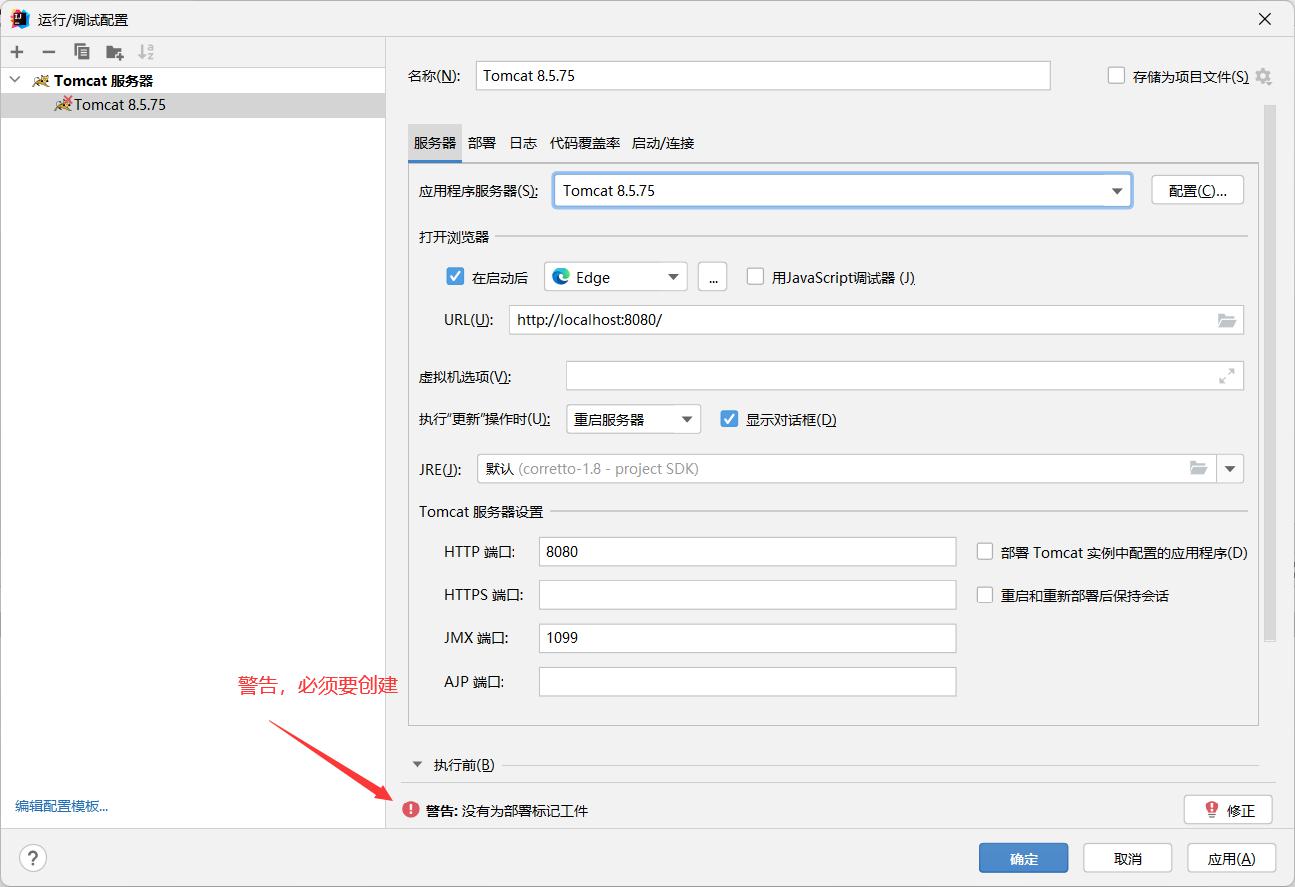 运行/调试配置
Tomcat 服务器
Tomcat 8.5.75
编辑配置模板...
名称(N):
Tomcat 8.5.75
存储为项目文件(S)
服务器 部署 日志 代码覆盖率 启动/连接
应用程序服务器(S):
Tomcat 8.5.75
配置(C)...
打开浏览器
在启动后
Edge
...
用JavaScript调试器 (J)
URL(U):
http://localhost:8080/
虚拟机选项(V):
执行“更新”操作时(U):
重启服务器
显示对话框(D)
JRE(J):
默认 (corretto-1.8 - project SDK)
Tomcat 服务器设置
HTTP 端口:
8080
部署 Tomcat 实例中配置的应用程序(D)
HTTPS 端口:
重启和重新部署后保持会话
JMX 端口:
1099
AJP 端口:
警告，必须要创建
执行前(B)
警告: 没有为部署标记工件
修正
?
确定
取消
应用(A)